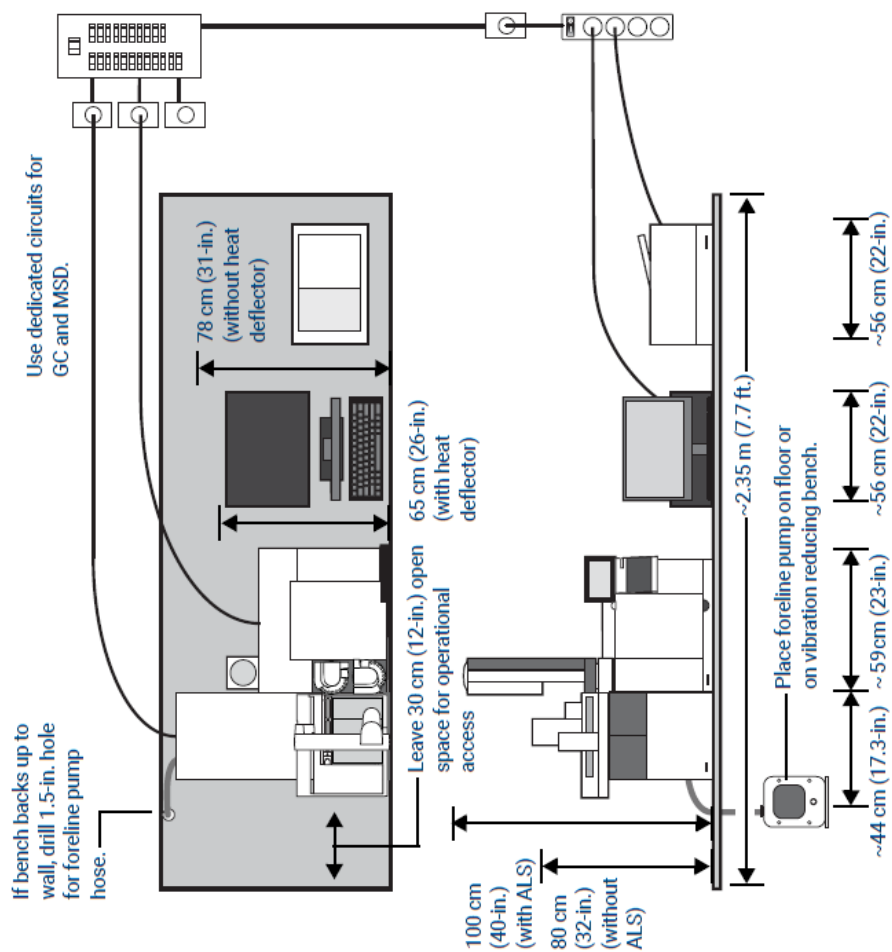 If bench backs up to
wall, drill 1.5-in. hole
for foreline pump
hose.
Use dedicated circuits for
GC and MSD.
78 cm (31-in.)
(without heat
deflector)
65 cm (26-in.)
(with heat
deflector)
Leave 30 cm (12-in.) open
space for operational
access
100 cm
(40-in.)
(with ALS)
80 cm
(32-in.)
(without
ALS)
~2.35 m (7.7 ft.)
Place foreline pump on floor or
on vibration reducing bench.
~44 cm (17.3-in.)
~ 59cm (23-in.)
~56 cm (22-in.)
~56 cm (22-in.)